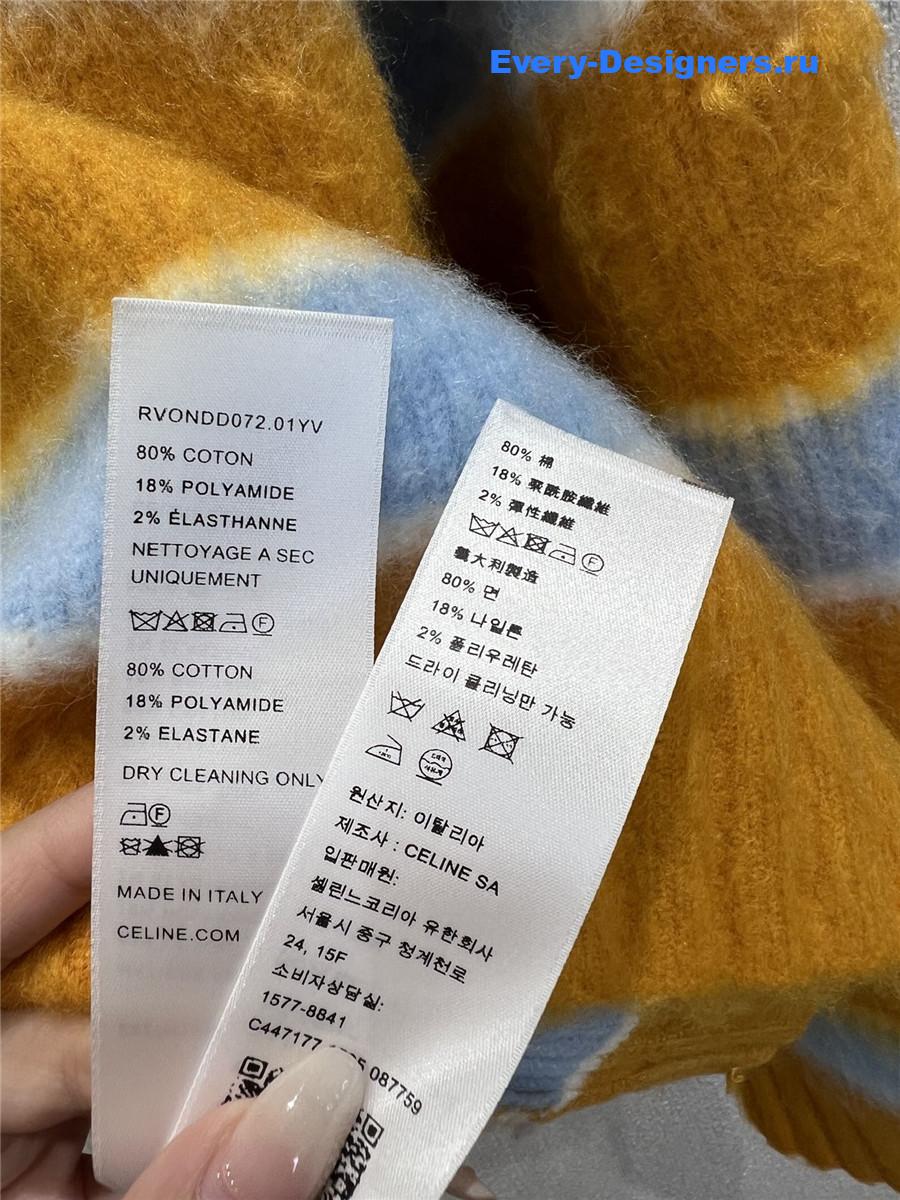 Every-Designers.ru
RVONDD072.01YV
80% COTON
18% POLYAMIDE
2% ÉLASTHANNE
NETTOYAGE A SEC
UNIQUEMENT
F
80% COTTON
18% POLYAMIDE
2% ELASTANE
DRY CLEANING ONLY
F
MADE IN ITALY
CELINE.COM
80% 棉
18% 聚酰胺纖維
2% 彈性纖維
F
義大利製造
80% 면
18% 나일론
2% 폴리우레탄
드라이 클리닝만 가능
드라이
원산지: 이탈리아
제조사 : CELINE SA
입판매원:
셀린느코리아 유한회사
서울시 중구 청계천로
24, 15F
소비자상담실:
1577-8841
C447177 087759